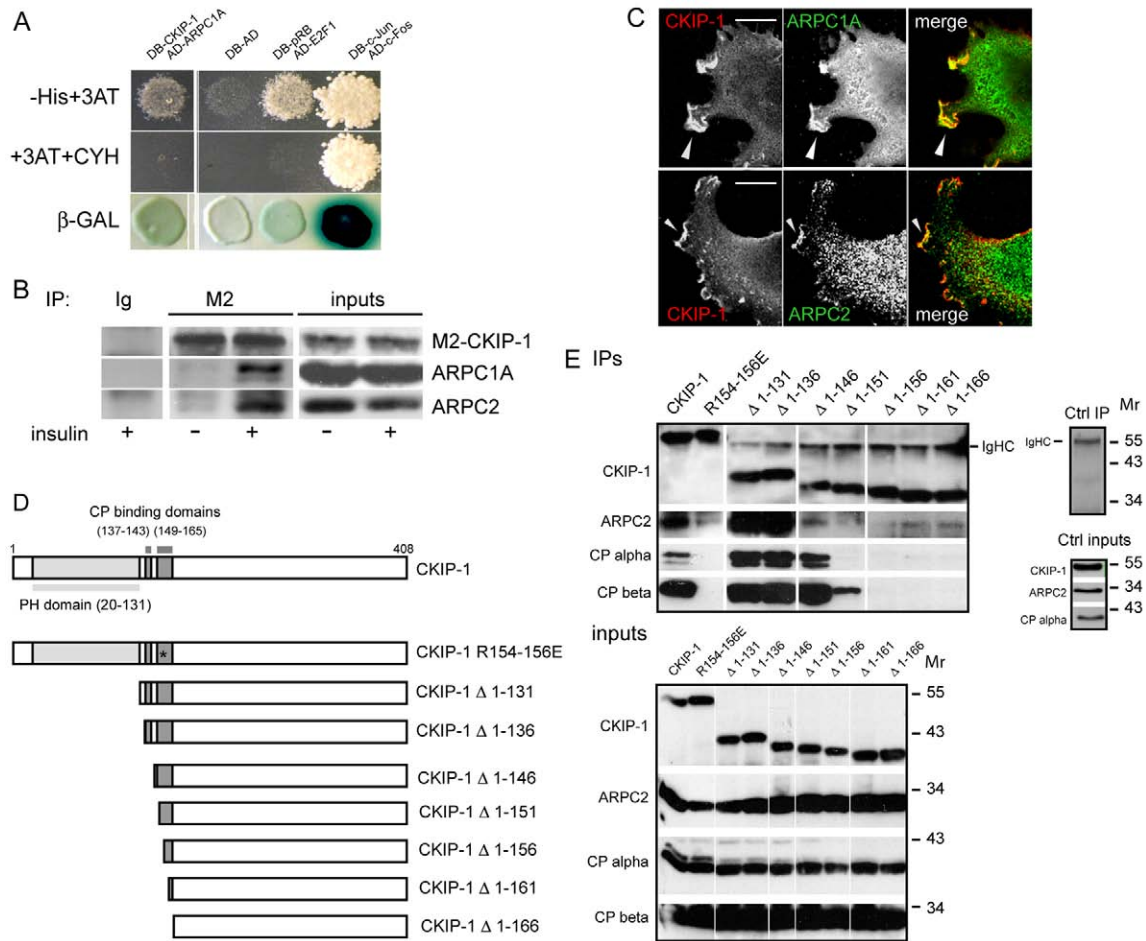 A
DB-CKIP-1
AD-ARPC1A
DB-AD
DB-pRB
AD-E2F1
DB-c-Jun
AD-c-Fos
-His+3AT
+3AT+CYH
β-GAL
B
IP: Ig M2 inputs
M2-CKIP-1
ARPC1A
ARPC2
insulin + - + - +
C
CKIP-1 ARPC1A merge
CKIP-1 ARPC2 merge
D
CP binding domains
(137-143) (149-165)
1 408
CKIP-1
PH domain (20-131)
* CKIP-1 R154-156E
CKIP-1 Δ 1-131
CKIP-1 Δ 1-136
CKIP-1 Δ 1-146
CKIP-1 Δ 1-151
CKIP-1 Δ 1-156
CKIP-1 Δ 1-161
CKIP-1 Δ 1-166
E IPs
CKIP-1
R154-156E
Δ 1-131
Δ 1-136
Δ 1-146
Δ 1-151
Δ 1-156
Δ 1-161
Δ 1-166
IgHC
CKIP-1
ARPC2
CP alpha
CP beta
Ctrl IP Mr
IgHC
55
43
34
Ctrl inputs
CKIP-1 55
ARPC2 34
CP alpha 43
34
inputs
CKIP-1
R154-156E
Δ 1-131
Δ 1-136
Δ 1-146
Δ 1-151
Δ 1-156
Δ 1-161
Δ 1-166
Mr
55
CKIP-1
43
34
ARPC2
43
CP alpha
34
CP beta